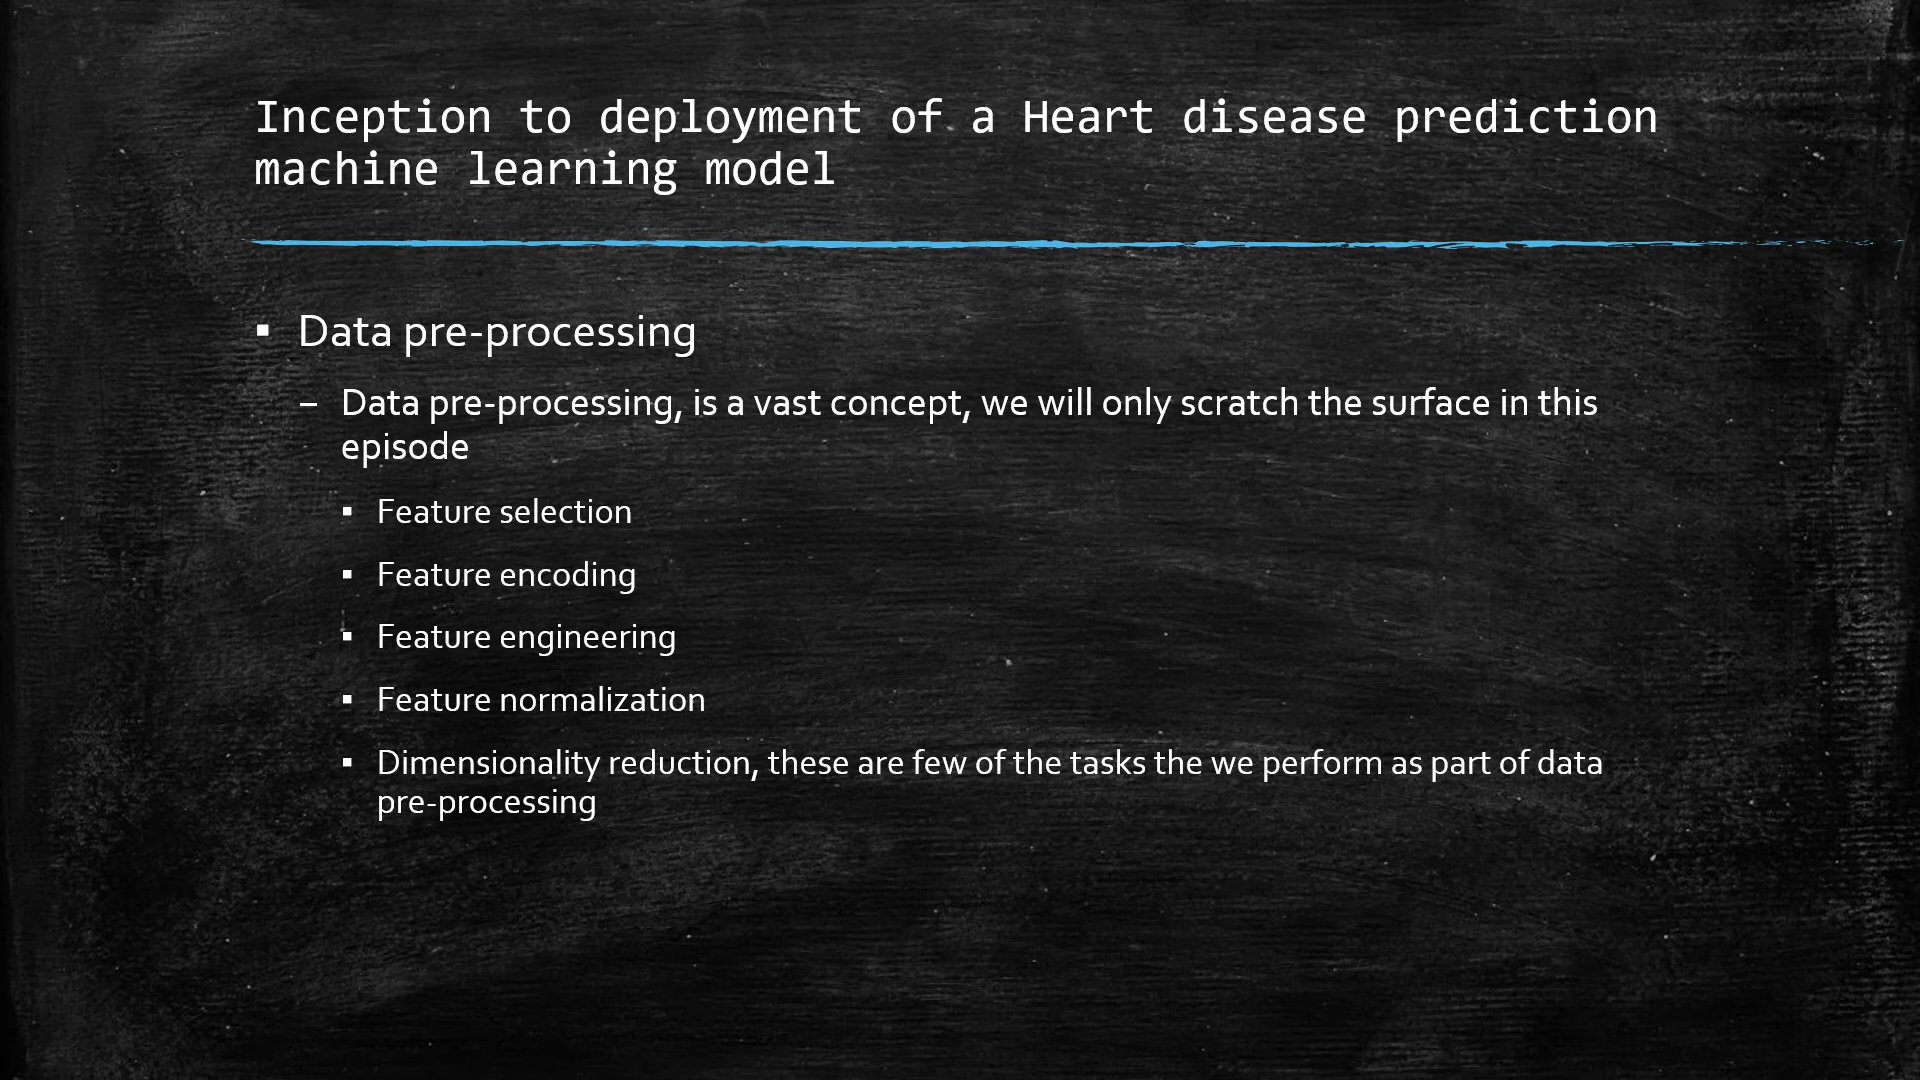 Inception to deployment of a Heart disease prediction
machine learning model
▪ Data pre-processing
– Data pre-processing, is a vast concept, we will only scratch the surface in this
episode
▪ Feature selection
▪ Feature encoding
▪ Feature engineering
▪ Feature normalization
▪ Dimensionality reduction, these are few of the tasks the we perform as part of data
pre-processing